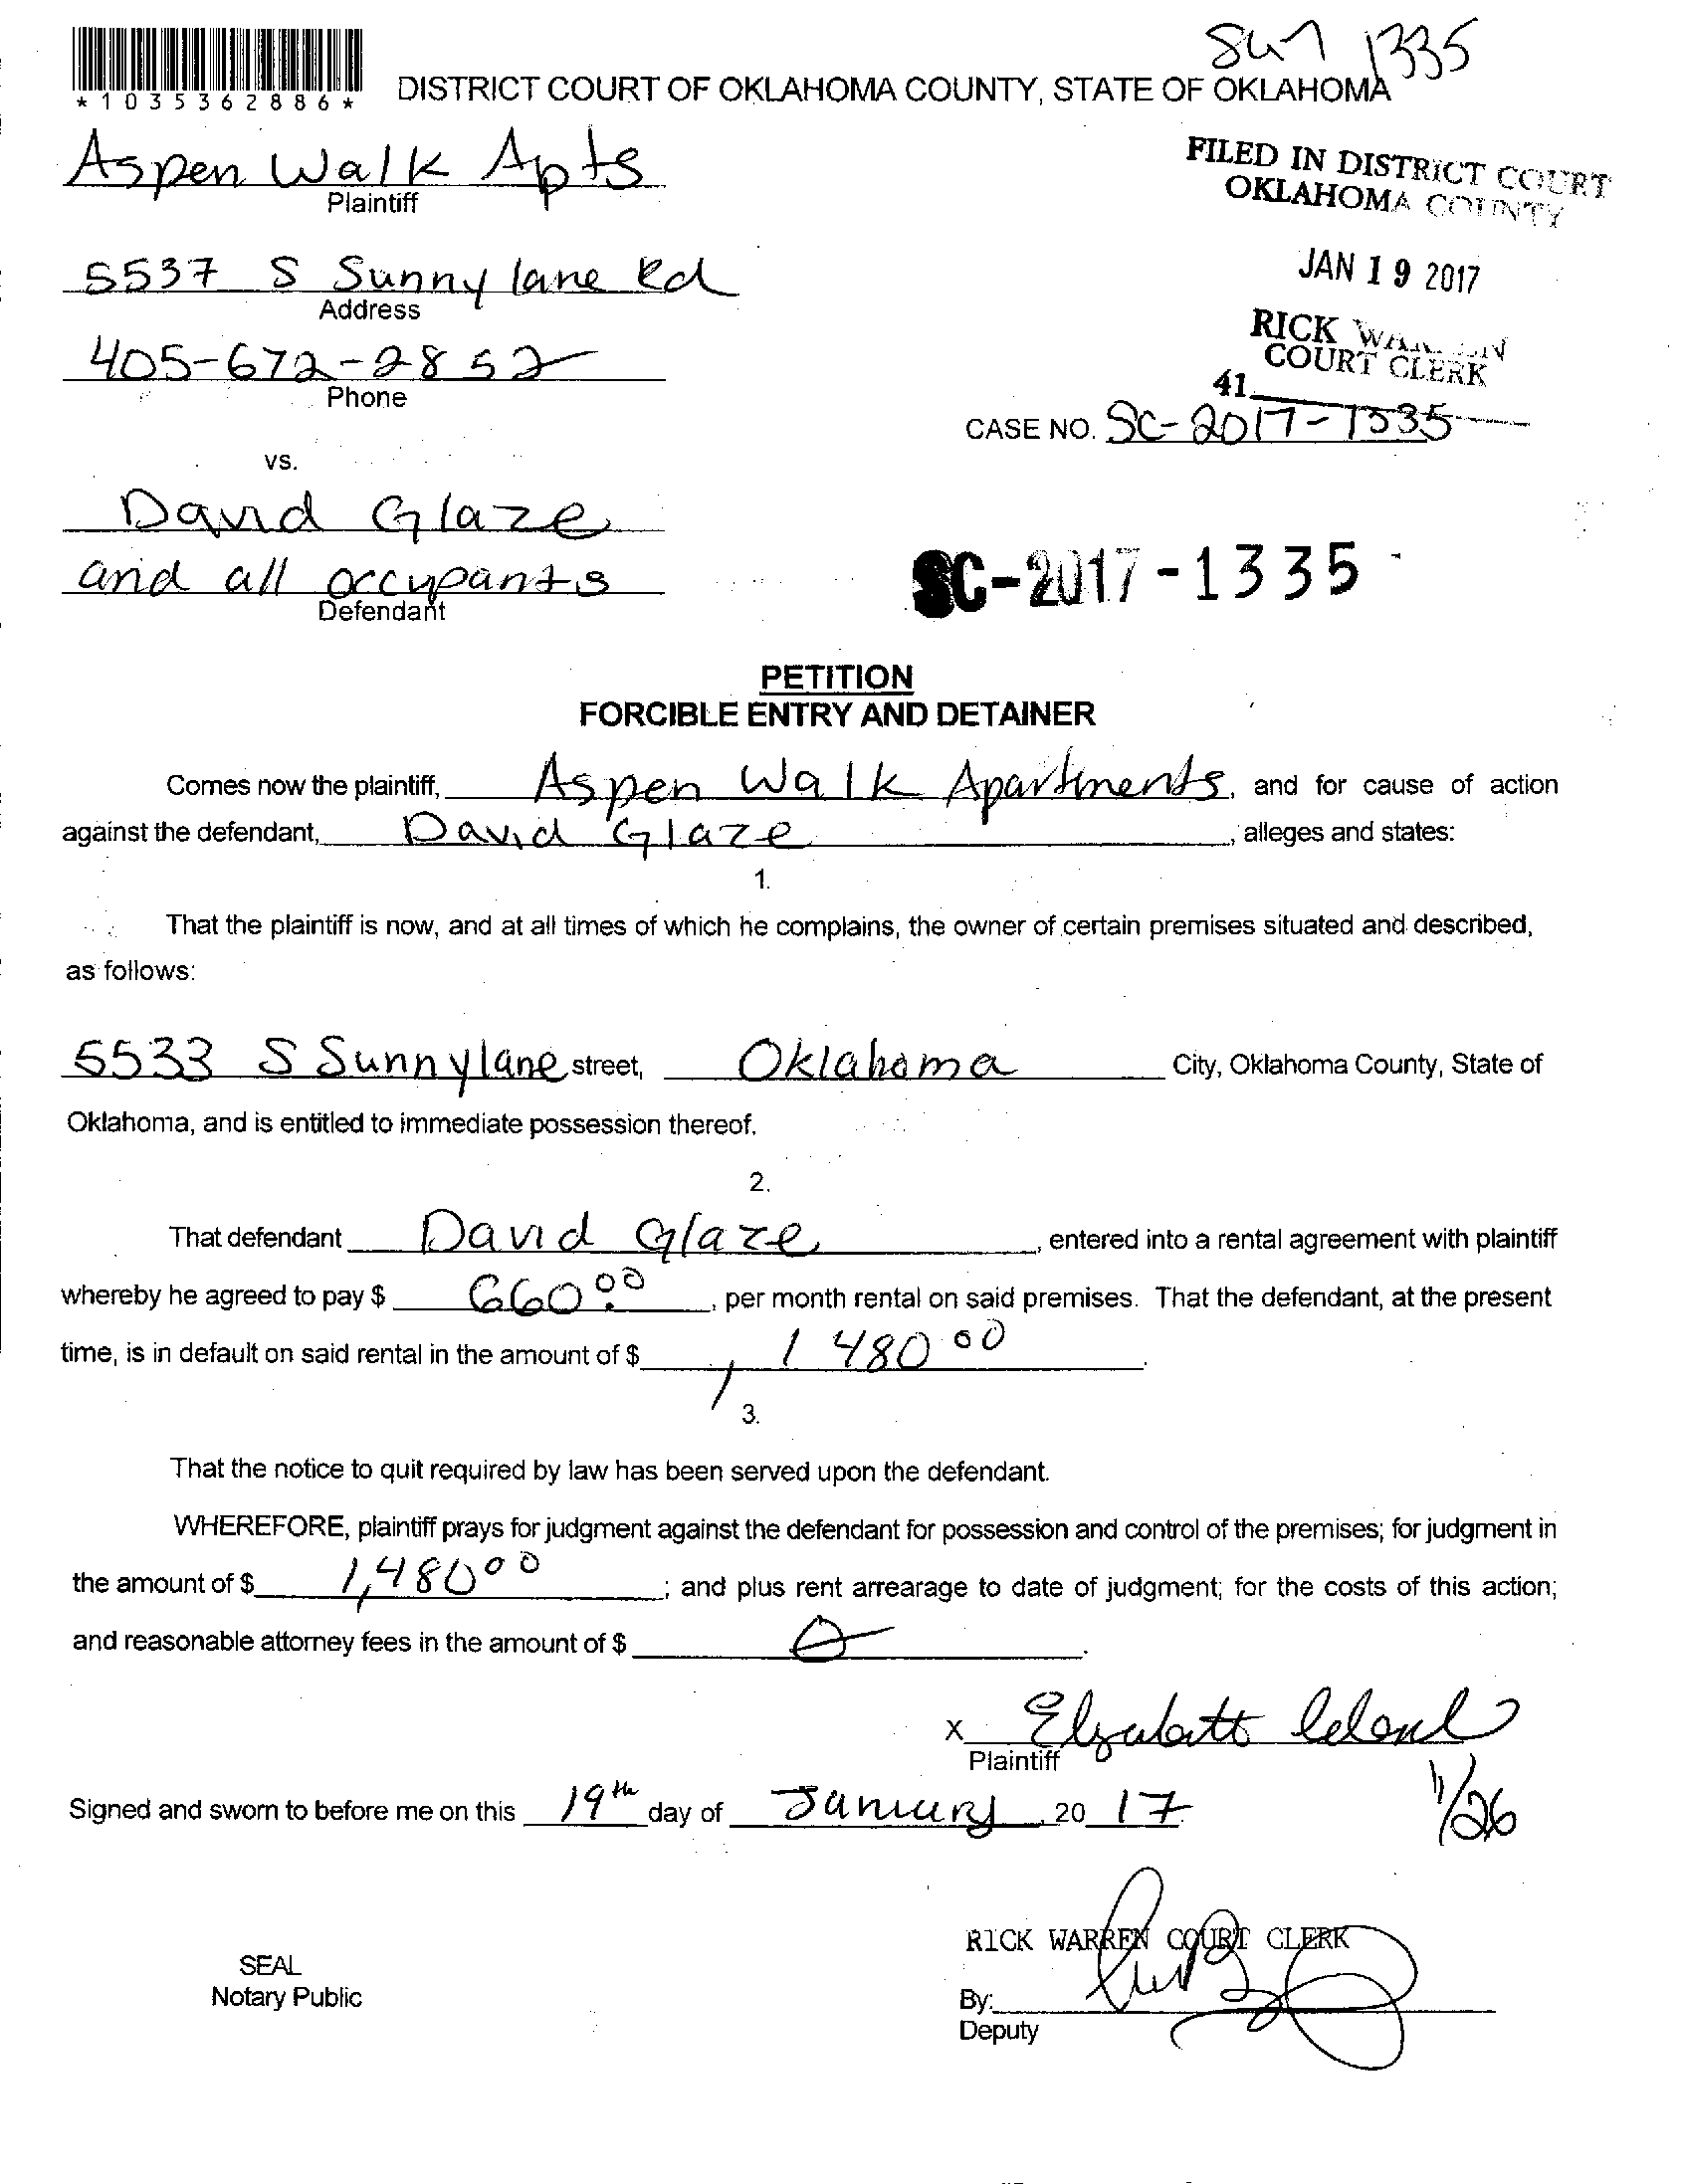 1335
*1035362886*
DISTRICT COURT OF OKLAHOMA COUNTY, STATE OF OKLAHOMA
Aspen Walk Apts
Plaintiff
FILED IN DISTRICT COURT
OKLAHOMA COUNTY
5537 S Sunnylane Rd
Address
JAN 19 2017
405-672-2852
Phone
RICK WARREN
COURT CLERK
41
CASE NO. SC-2017-1335
vs.
David Glaze
and all occupants
Defendant
SC-2017-1335
PETITION
FORCIBLE ENTRY AND DETAINER
Comes now the plaintiff, Aspen Walk Apartments, and for cause of action
against the defendant, David Glaze, alleges and states:
1.
That the plaintiff is now, and at all times of which he complains, the owner of certain premises situated and described,
as follows:
5533 S Sunnylane street, Oklahoma City, Oklahoma County, State of
Oklahoma, and is entitled to immediate possession thereof.
2.
That defendant David Glaze, entered into a rental agreement with plaintiff
whereby he agreed to pay $ 660.00, per month rental on said premises. That the defendant, at the present
time, is in default on said rental in the amount of $ 1,480 00.
3.
That the notice to quit required by law has been served upon the defendant.
WHEREFORE, plaintiff prays for judgment against the defendant for possession and control of the premises; for judgment in
the amount of $ 1,480 00; and plus rent arrearage to date of judgment; for the costs of this action;
and reasonable attorney fees in the amount of $ 0.
X Elizabeth
Plaintiff
Signed and sworn to before me on this 19th day of January, 2017
1/26
RICK WARREN COURT CLERK
SEAL
Notary Public
By:
Deputy